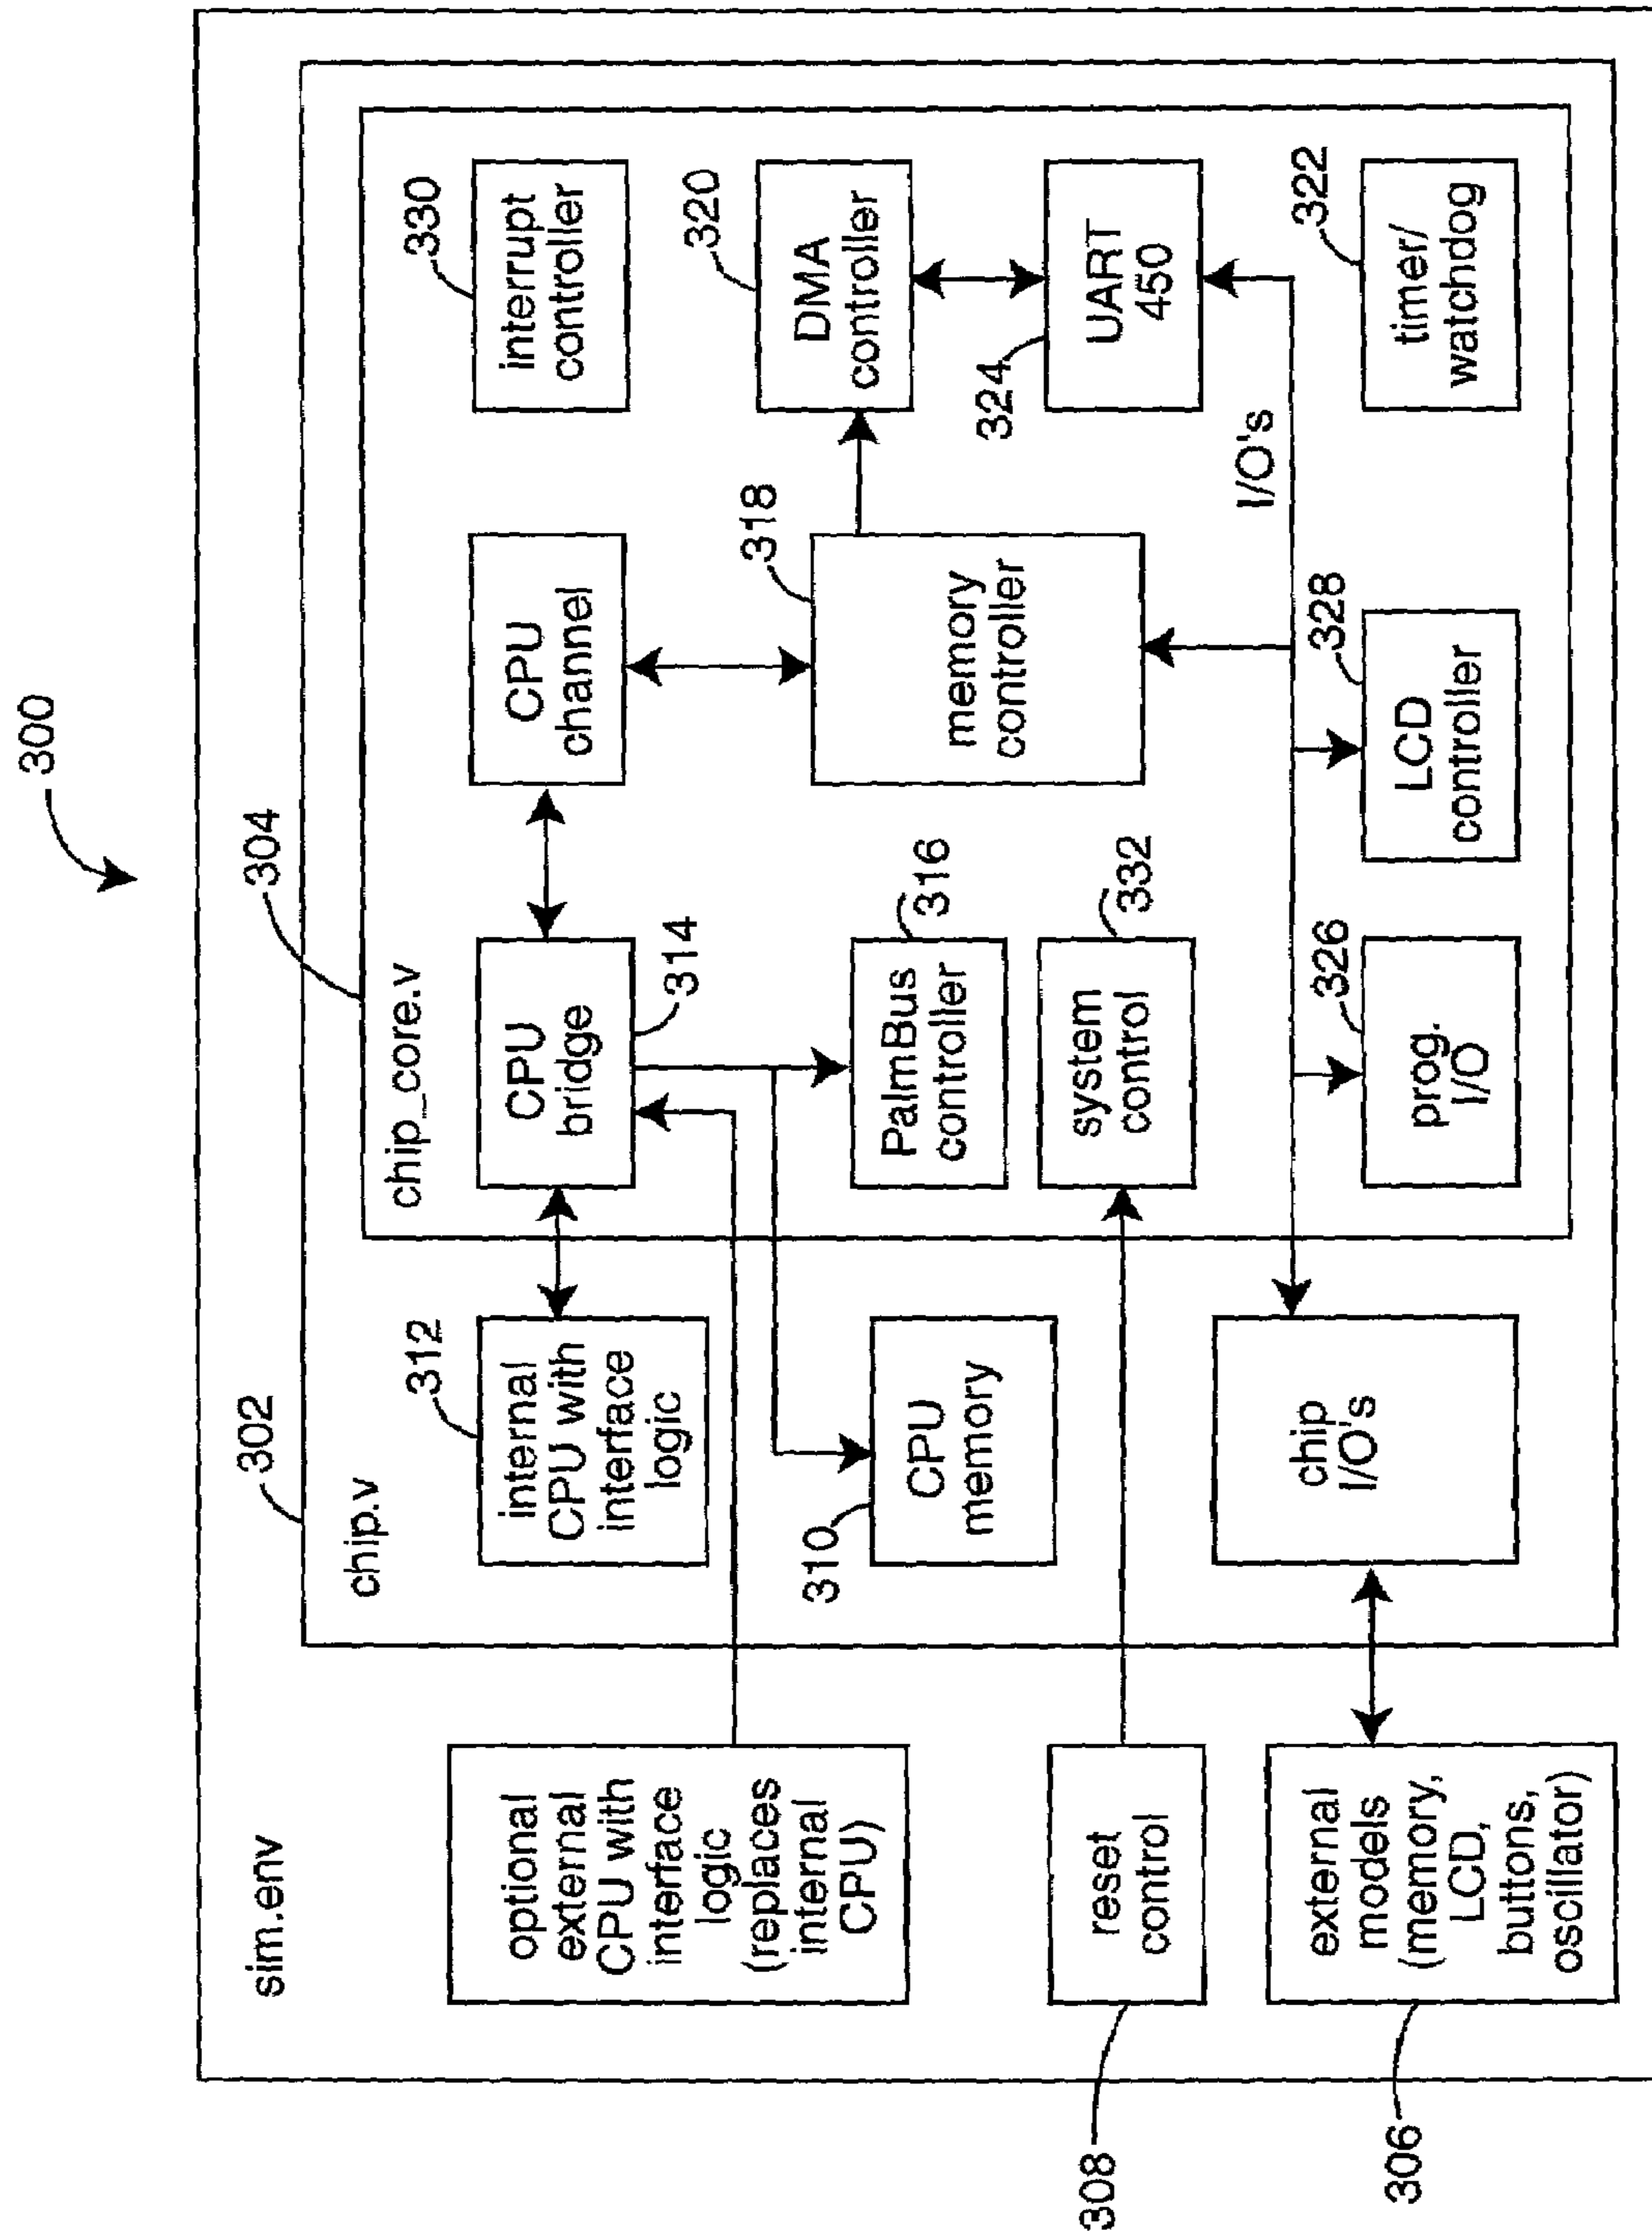 300
sim.env
302
chip.v
304
chip_core.v
optional
external
CPU with
interface
logic
(replaces
internal
CPU)
312
internal
CPU with
interface
logic
CPU
bridge
314
CPU
channel
330
interrupt
controller
310
CPU
memory
PalmBus
controller
316
318
memory
controller
320
DMA
controller
308
reset
control
system
control
332
324
UART
450
I/O's
306
external
models
(memory,
LCD,
buttons,
oscillator)
chip
I/O's
326
prog.
I/O
328
LCD
controller
322
timer/
watchdog